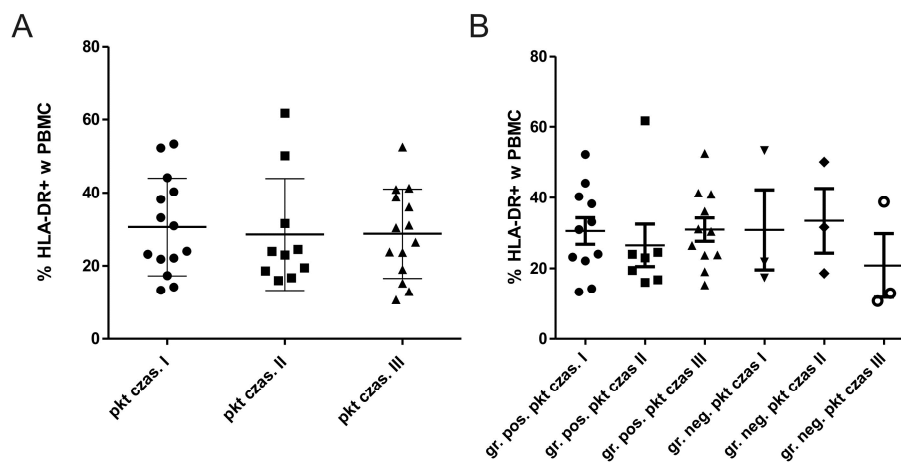 A
% HLA-DR+ w PBMC
80
60
40
20
0
pkt czas. I
pkt czas. II
pkt czas. III
B
% HLA-DR+ w PBMC
80
60
40
20
0
gr. pos. pkt czas. I
gr. pos. pkt czas II
gr. pos. pkt czas III
gr. neg. pkt czas I
gr. neg. pkt czas II
gr. neg. pkt czas III